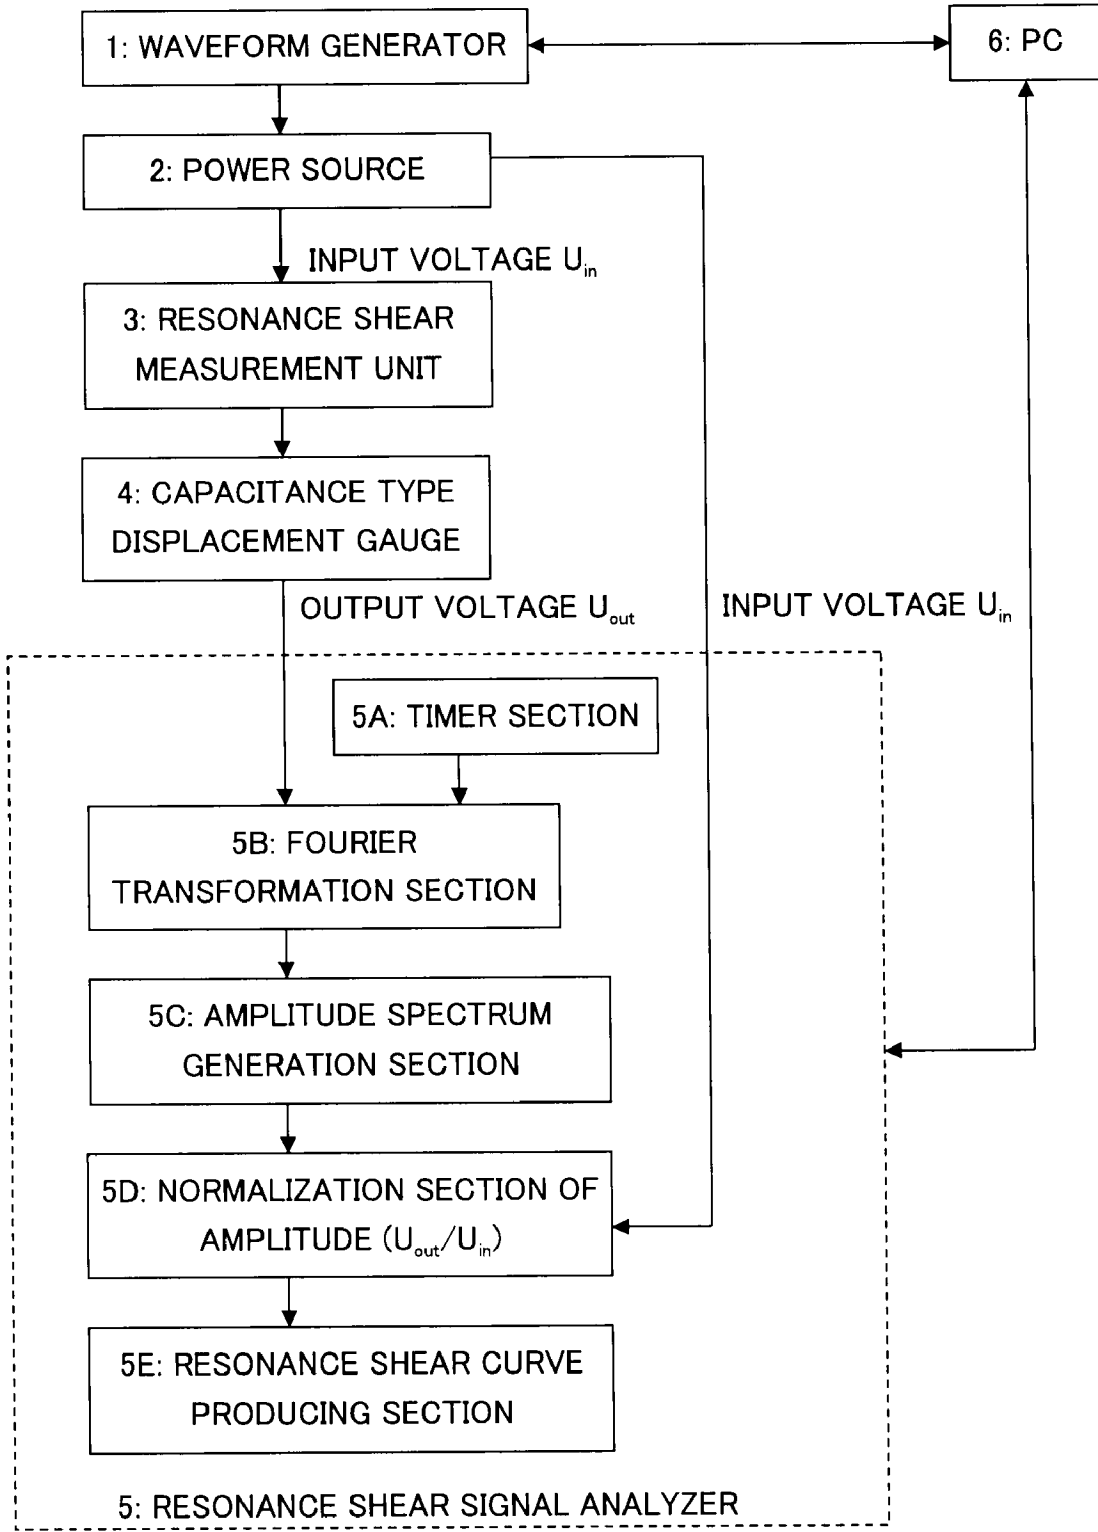 1: WAVEFORM GENERATOR
6: PC
2: POWER SOURCE
INPUT VOLTAGE Uin
3: RESONANCE SHEAR
MEASUREMENT UNIT
4: CAPACITANCE TYPE
DISPLACEMENT GAUGE
OUTPUT VOLTAGE Uout
INPUT VOLTAGE Uin
5A: TIMER SECTION
5B: FOURIER
TRANSFORMATION SECTION
5C: AMPLITUDE SPECTRUM
GENERATION SECTION
5D: NORMALIZATION SECTION OF
AMPLITUDE (Uout/Uin)
5E: RESONANCE SHEAR CURVE
PRODUCING SECTION
5: RESONANCE SHEAR SIGNAL ANALYZER